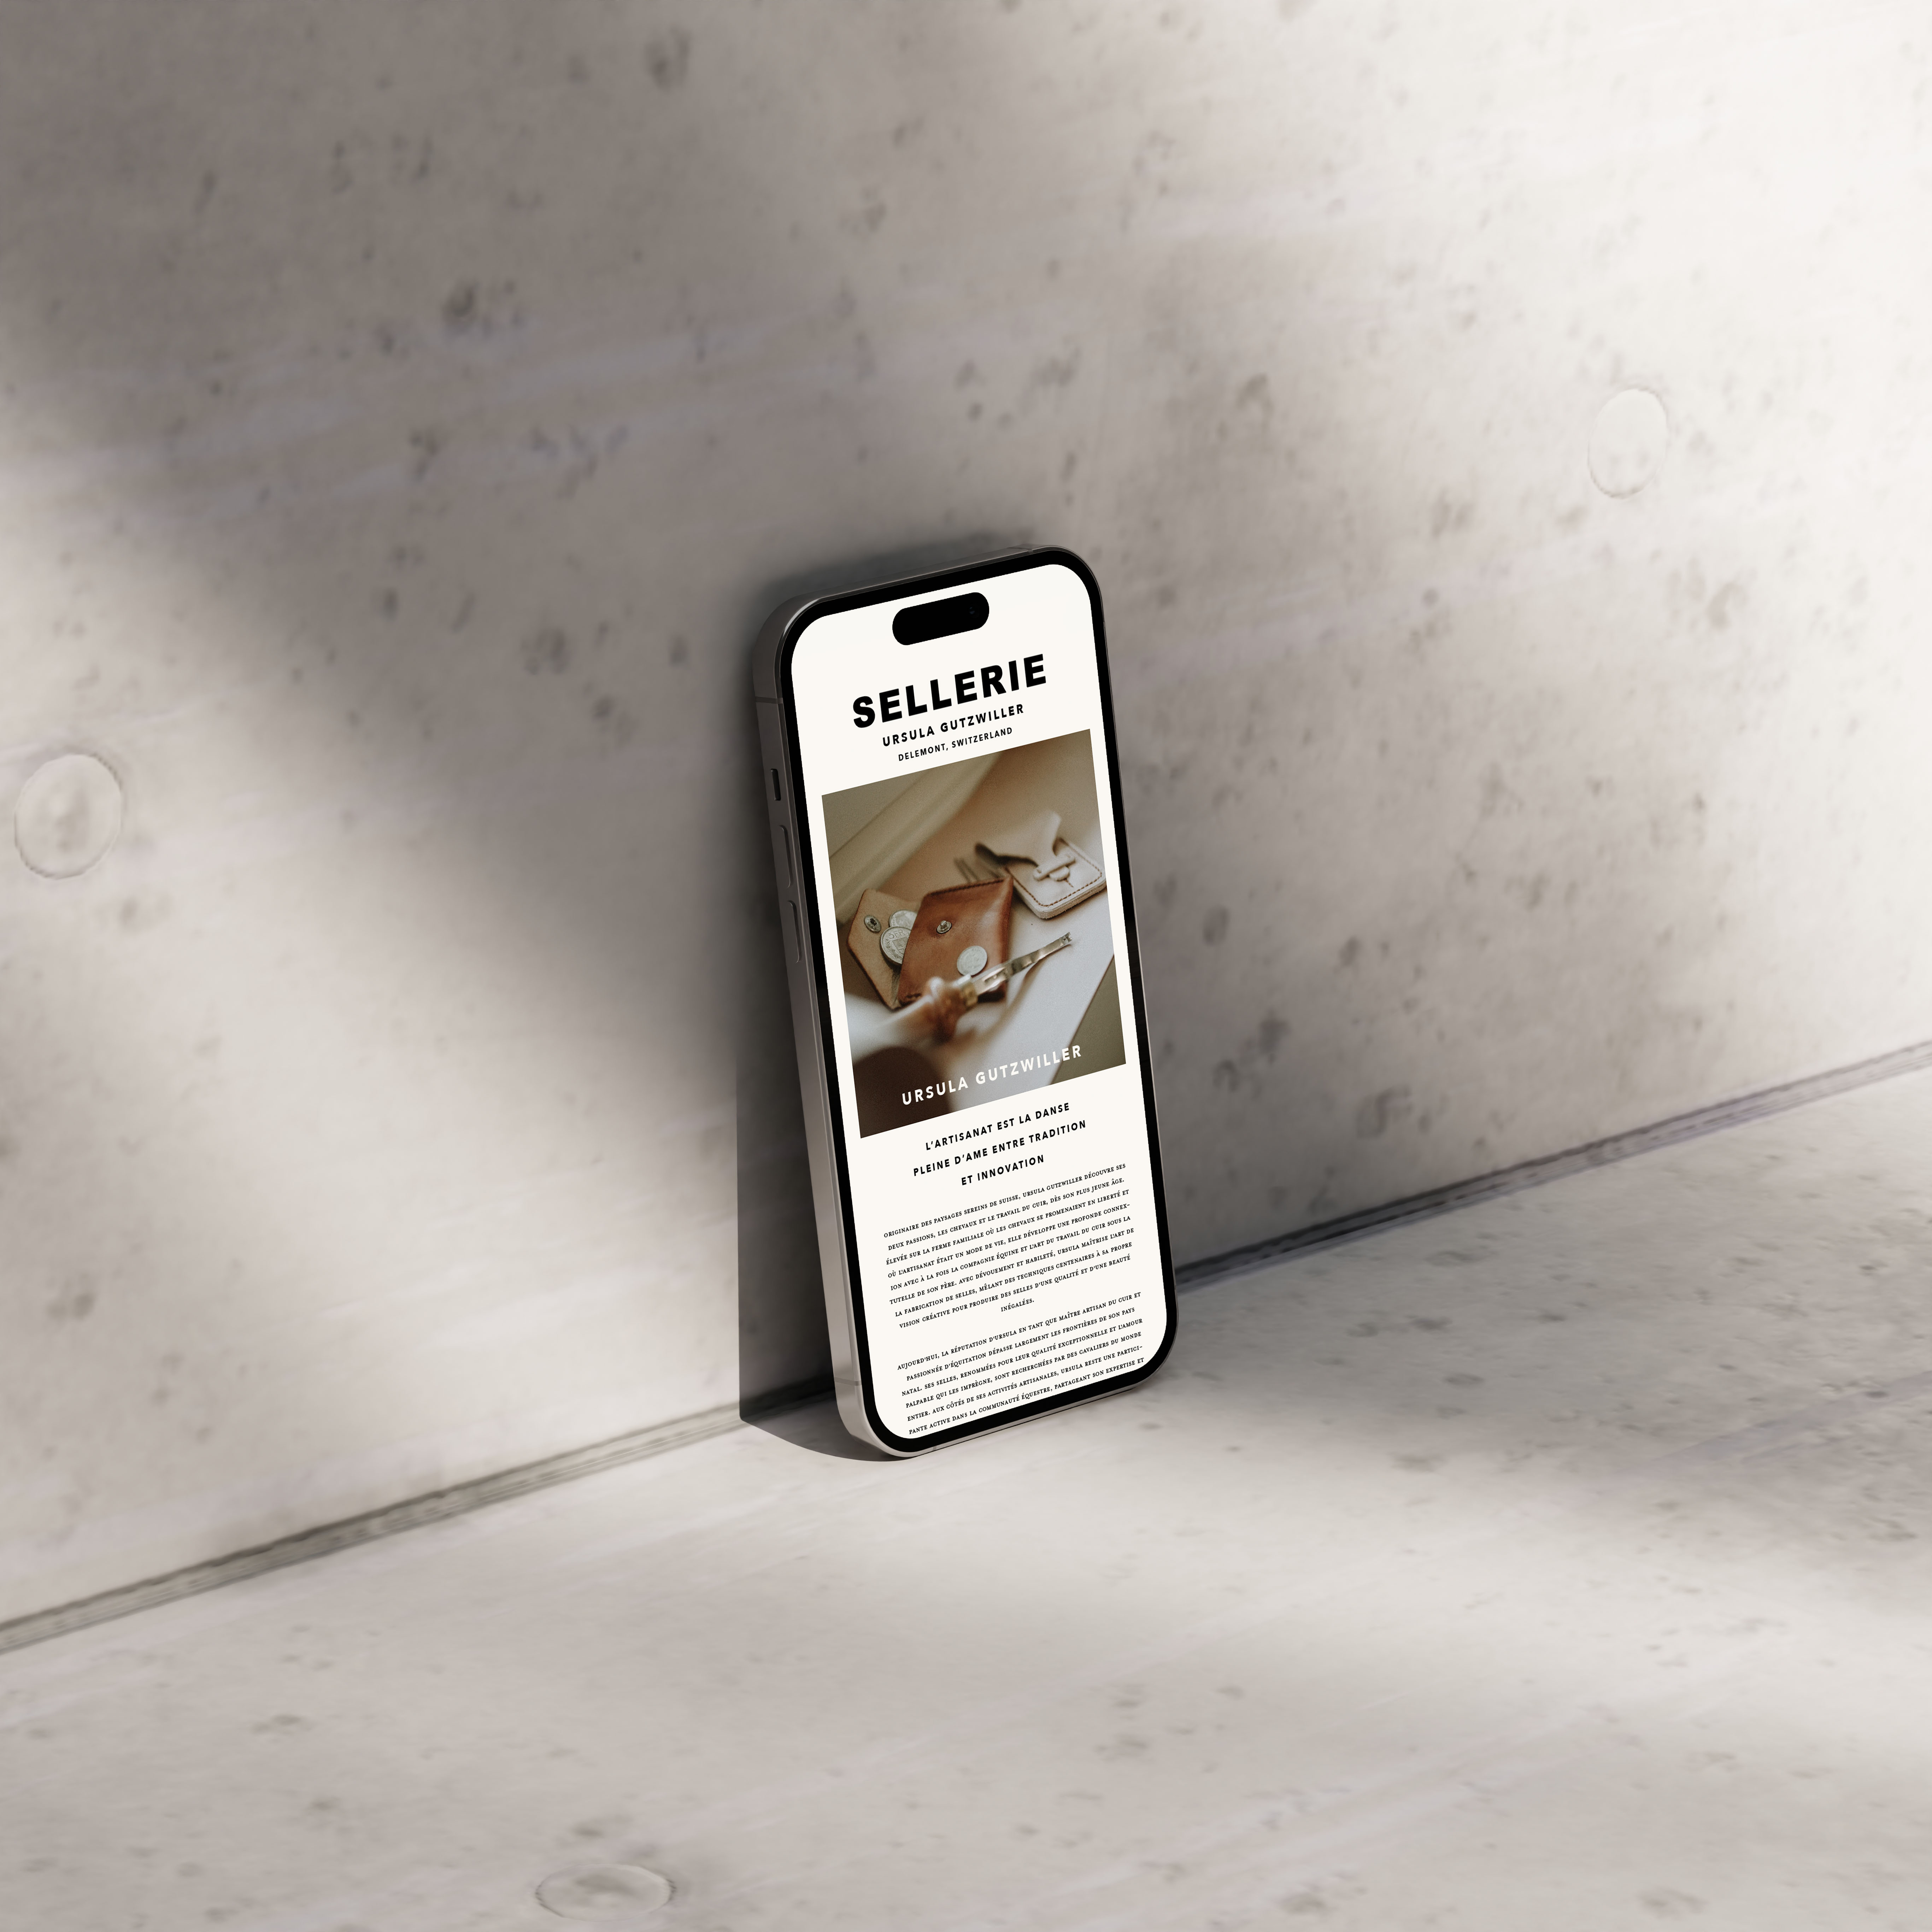 SELLERIE
URSULA GUTZWILLER
DELEMONT, SWITZERLAND
URSULA GUTZWILLER
L'ARTISANAT EST LA DANSE
PLEINE D'AME ENTRE TRADITION
ET INNOVATION
ORIGINAIRE DES PAYSAGES SEREINS DE SUISSE, URSULA GUTZWILLER DÉCOUVRE SES
DEUX PASSIONS, LES CHEVAUX ET LE TRAVAIL DU CUIR, DÈS SON PLUS JEUNE ÂGE.
ÉLEVÉE SUR LA FERME FAMILIALE OÙ LES CHEVAUX SE PROMENAIENT EN LIBERTÉ ET
OÙ L'ARTISANAT ÉTAIT UN MODE DE VIE, ELLE DÉVELOPPE UNE PROFONDE CONNEX-
ION AVEC À LA FOIS LA COMPAGNIE ÉQUINE ET L'ART DU TRAVAIL DU CUIR SOUS LA
TUTELLE DE SON PÈRE. AVEC DÉVOUEMENT ET HABILETÉ, URSULA MAÎTRISE L'ART DE
LA FABRICATION DE SELLES, MÊLANT DES TECHNIQUES CENTENAIRES À SA PROPRE
VISION CRÉATIVE POUR PRODUIRE DES SELLES D'UNE QUALITÉ ET D'UNE BEAUTÉ
INÉGALÉES.
AUJOURD'HUI, LA RÉPUTATION D'URSULA EN TANT QUE MAÎTRE ARTISAN DU CUIR ET
PASSIONNÉE D'ÉQUITATION DÉPASSE LARGEMENT LES FRONTIÈRES DE SON PAYS
NATAL. SES SELLES, RENOMMÉES POUR LEUR QUALITÉ EXCEPTIONNELLE ET L'AMOUR
PALPABLE QUI LES IMPRÈGNE, SONT RECHERCHÉES PAR DES CAVALIERS DU MONDE
ENTIER. AUX CÔTÉS DE SES ACTIVITÉS ARTISANALES, URSULA RESTE UNE PARTICI-
PANTE ACTIVE DANS LA COMMUNAUTÉ ÉQUESTRE, PARTAGEANT SON EXPERTISE ET